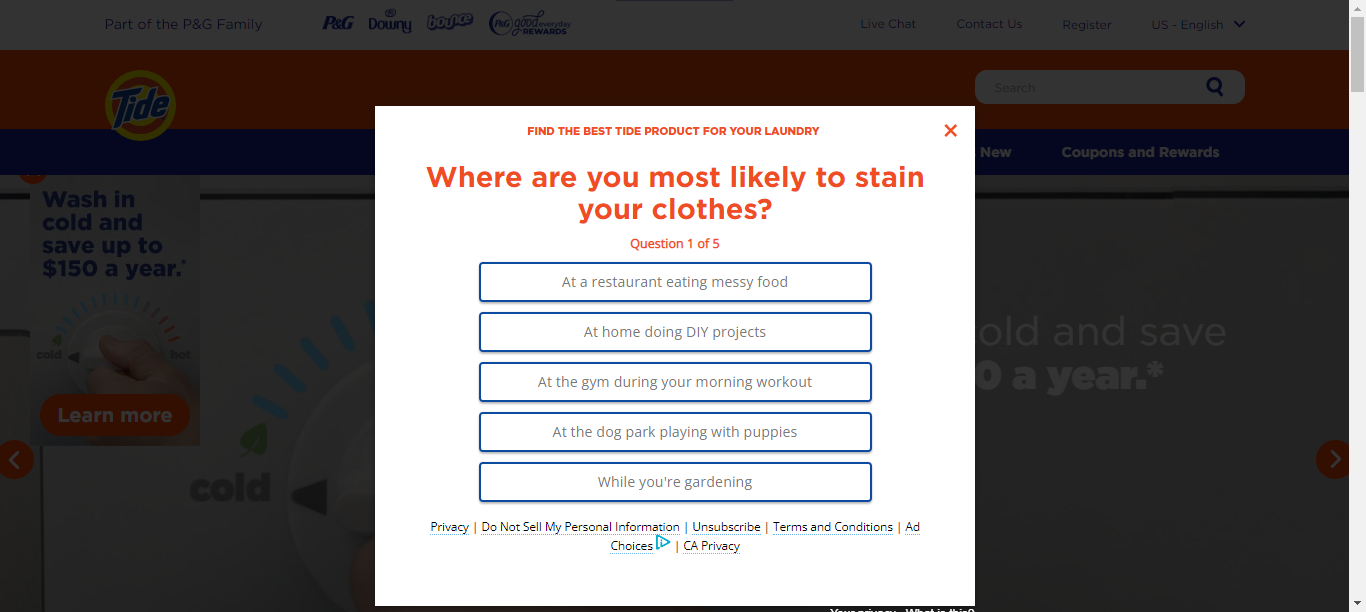 Part of the P&G Family
P&G
Downy
bounce
P&G good everyday
REWARDS
Live Chat
Contact Us
Register
US - English
Tide
Search
New
Coupons and Rewards
FIND THE BEST TIDE PRODUCT FOR YOUR LAUNDRY
Where are you most likely to stain
your clothes?
Question 1 of 5
At a restaurant eating messy food
At home doing DIY projects
At the gym during your morning workout
At the dog park playing with puppies
While you're gardening
Privacy | Do Not Sell My Personal Information | Unsubscribe | Terms and Conditions | Ad
Choices | CA Privacy
Wash in
cold and
save up to
$150 a year.*
cold
hot
Learn more
cold
old and save
0 a year.*
Your privacy - What is this?